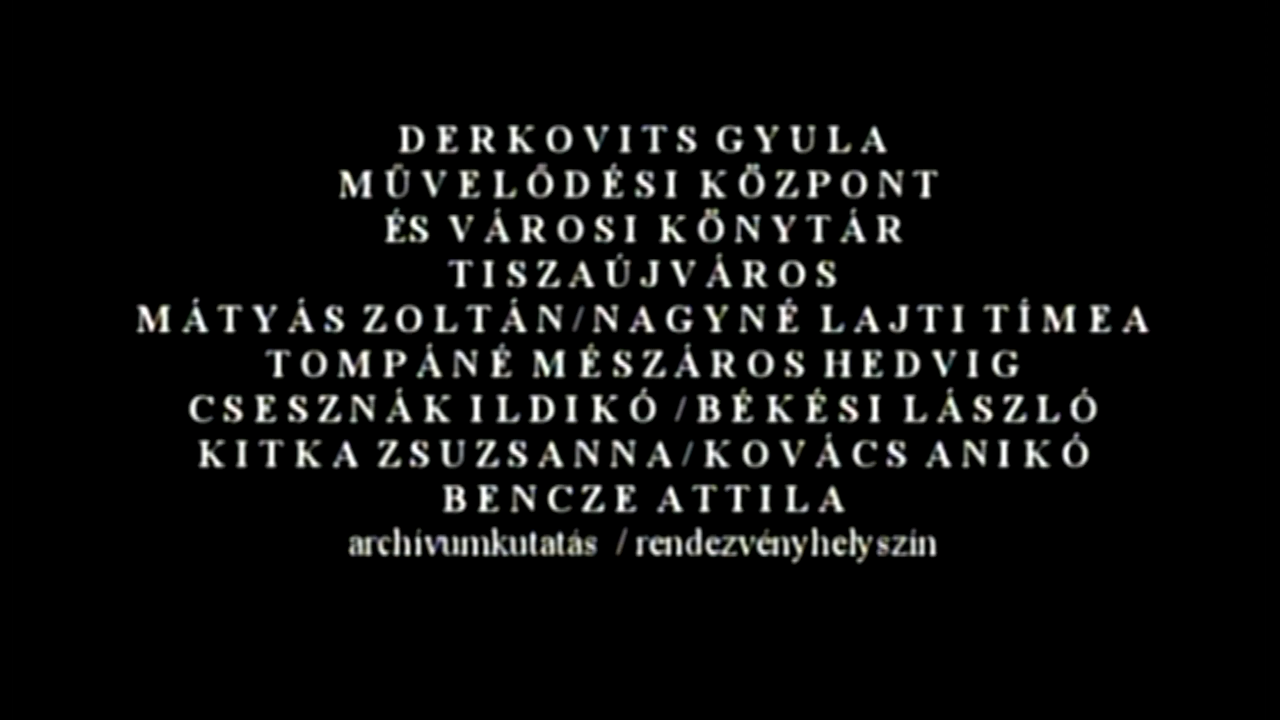 DERKOVITS GYULA
MŰVELŐDÉSI KÖZPONT
ÉS VÁROSI KÖNYTÁR
TISZAÚJVÁROS
MÁTYÁS ZOLTÁN/NAGYNÉ LAJTI TÍMEA
TOMPÁNÉ MÉSZÁROS HEDVIG
CSESZNÁK ILDIKÓ /BÉKÉSI LÁSZLÓ
KITKA ZSUZSANNA/KOVÁCS ANIKÓ
BENCZE ATTILA
archívumkutatás / rendezvényhelyszín